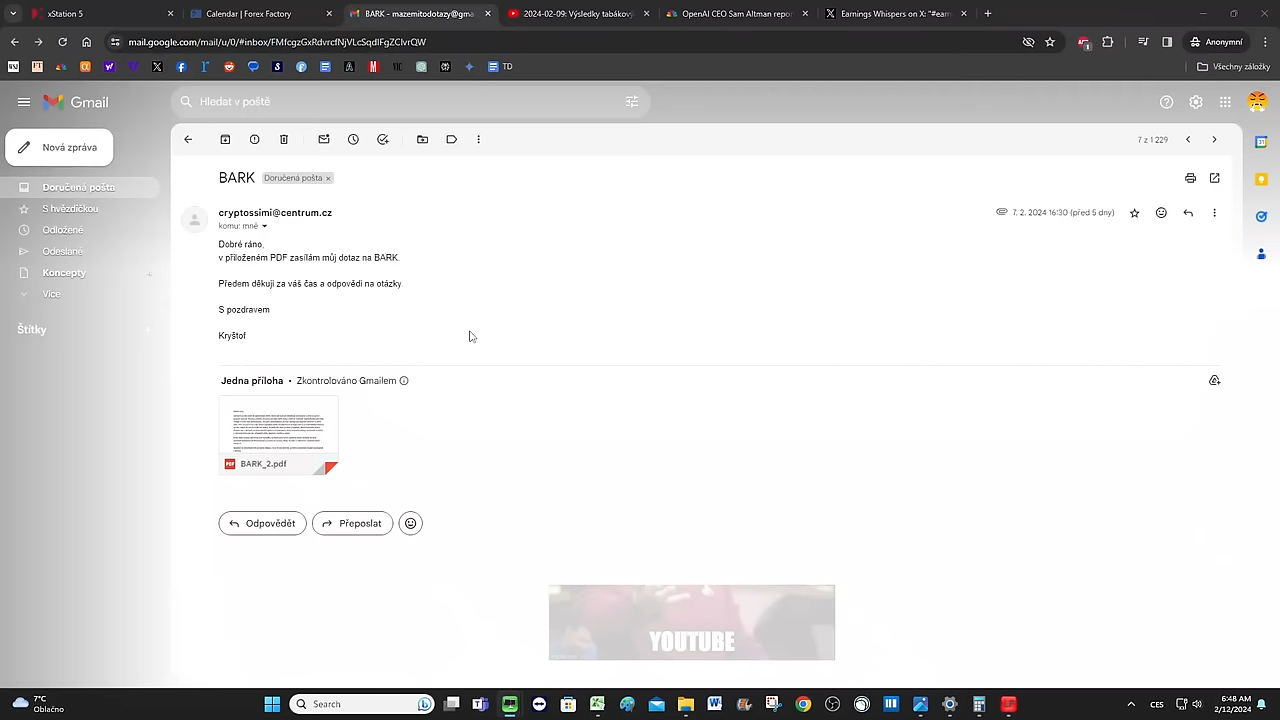 xStation 5
Calendar | Forex Factory
BARK - mazemitodotazy@gma
2024-02-09: Výsledky tabákový
OpenAI CEO Sam Altman repor
Earnings Whispers on X: "#earn
mail.google.com/mail/u/0/#inbox/FMfcgzGxRdvrcfNjVLcSqdlFgZClvrQW
Anonymní
TD
Všechny záložky
Gmail
Hledat v poště
Nová zpráva
7 z 1 229
Doručená pošta
S hvězdičkou
Odložené
Odeslané
Koncepty
Více
Štítky
BARK
Doručená pošta ×
cryptossimi@centrum.cz
7. 2. 2024 16:30 (před 5 dny)
komu: mně
Dobré ráno,
v přiloženém PDF zasílám můj dotaz na BARK.
Předem děkuji za váš čas a odpovědi na otázky.
S pozdravem
Kryštof
Jedna příloha • Zkontrolováno Gmailem
PDF BARK_2.pdf
Odpovědět
Přeposlat
YOUTUBE
7°C
Oblačno
Search
CES
6:48 AM
2/12/2024